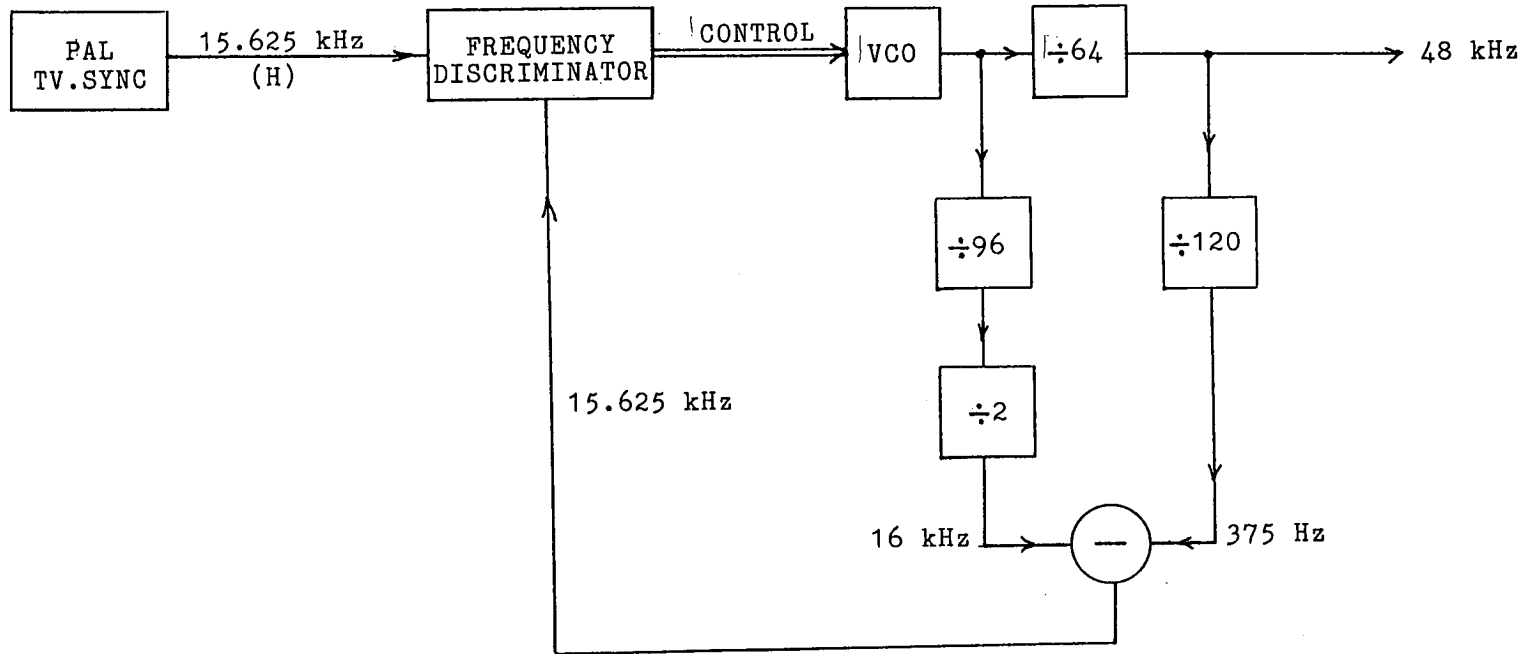 PAL
TV.SYNC
15.625 kHz
(H)
FREQUENCY
DISCRIMINATOR
CONTROL
VCO
÷64
48 kHz
÷96
÷120
÷2
15.625 kHz
16 kHz
−
375 Hz